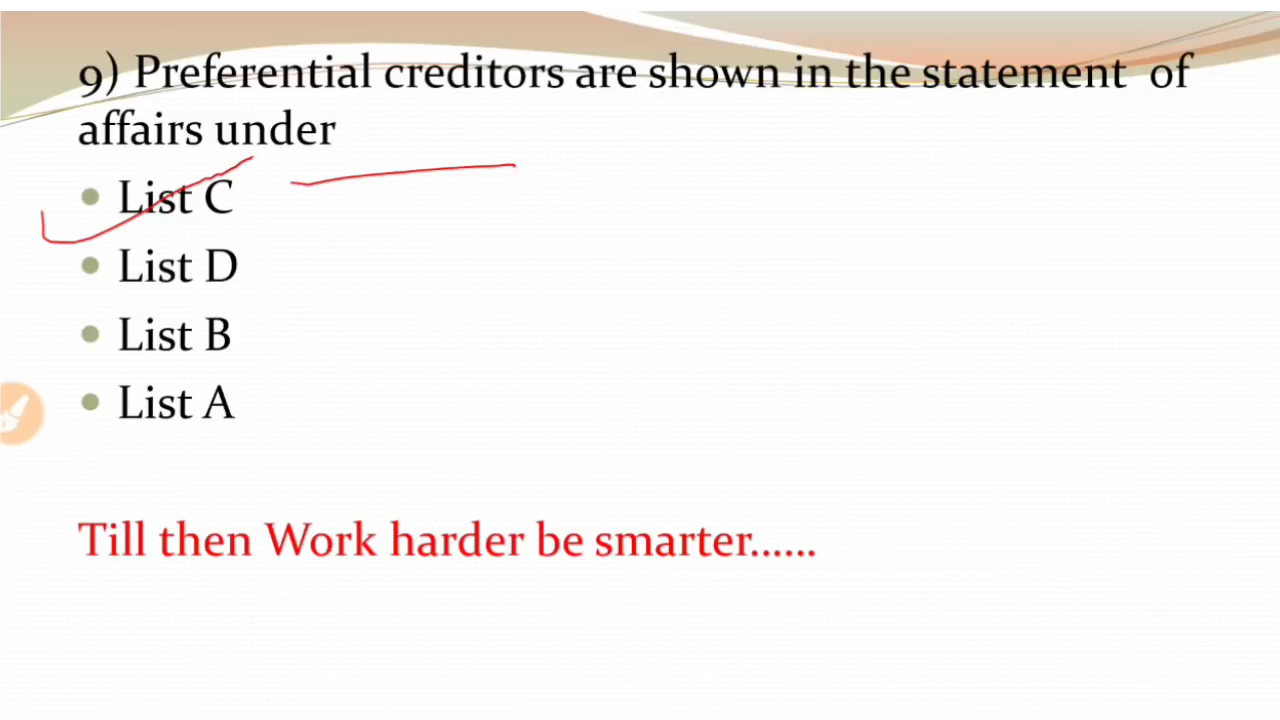 9) Preferential creditors are shown in the statement of
affairs under
List C
List D
List B
List A
Till then Work harder be smarter......